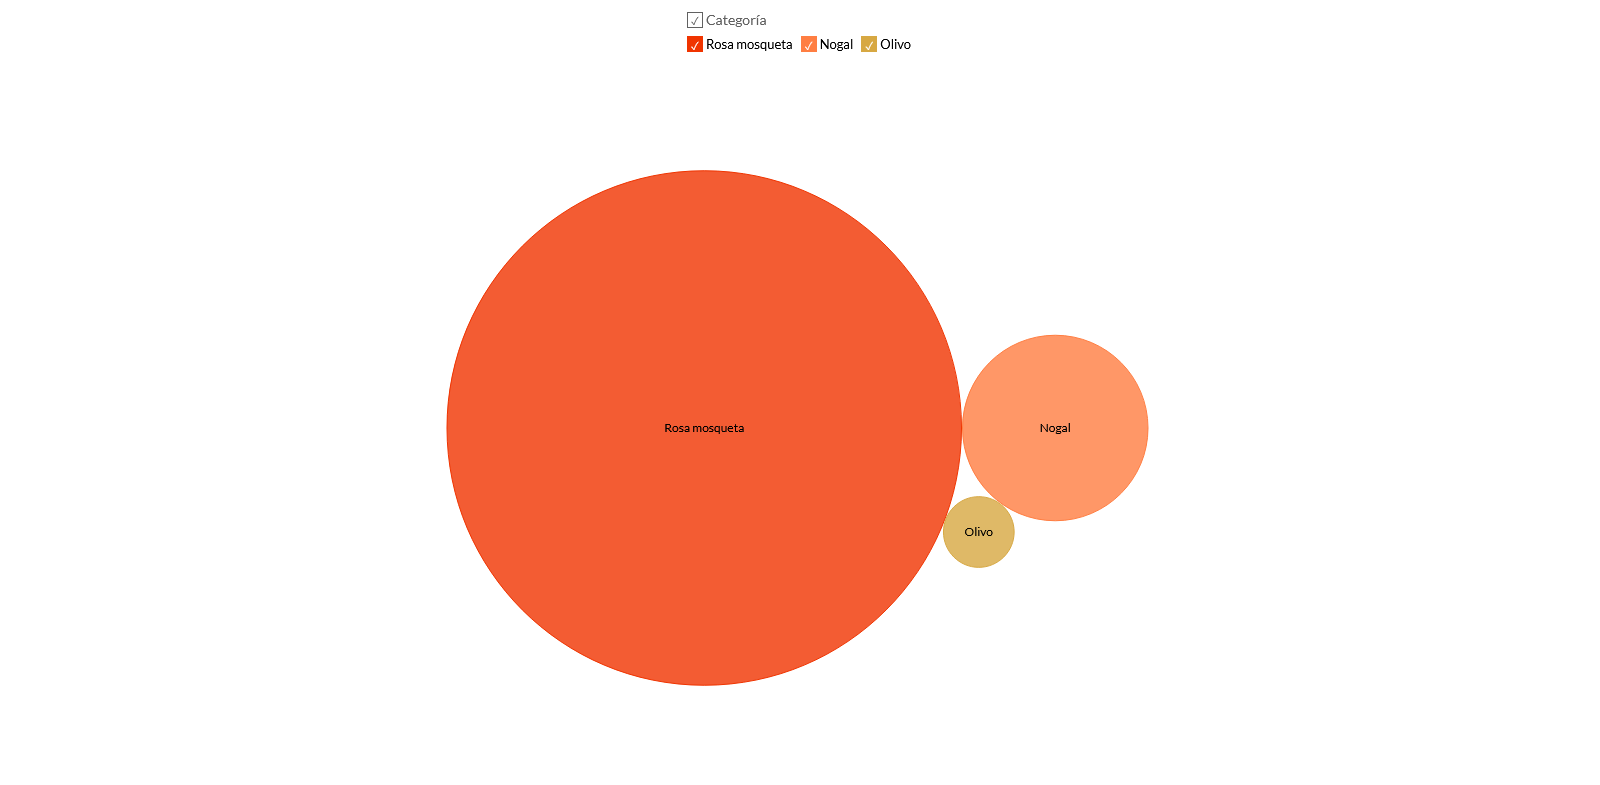 Categoría
Rosa mosqueta Nogal Olivo
Rosa mosqueta
Nogal
Olivo